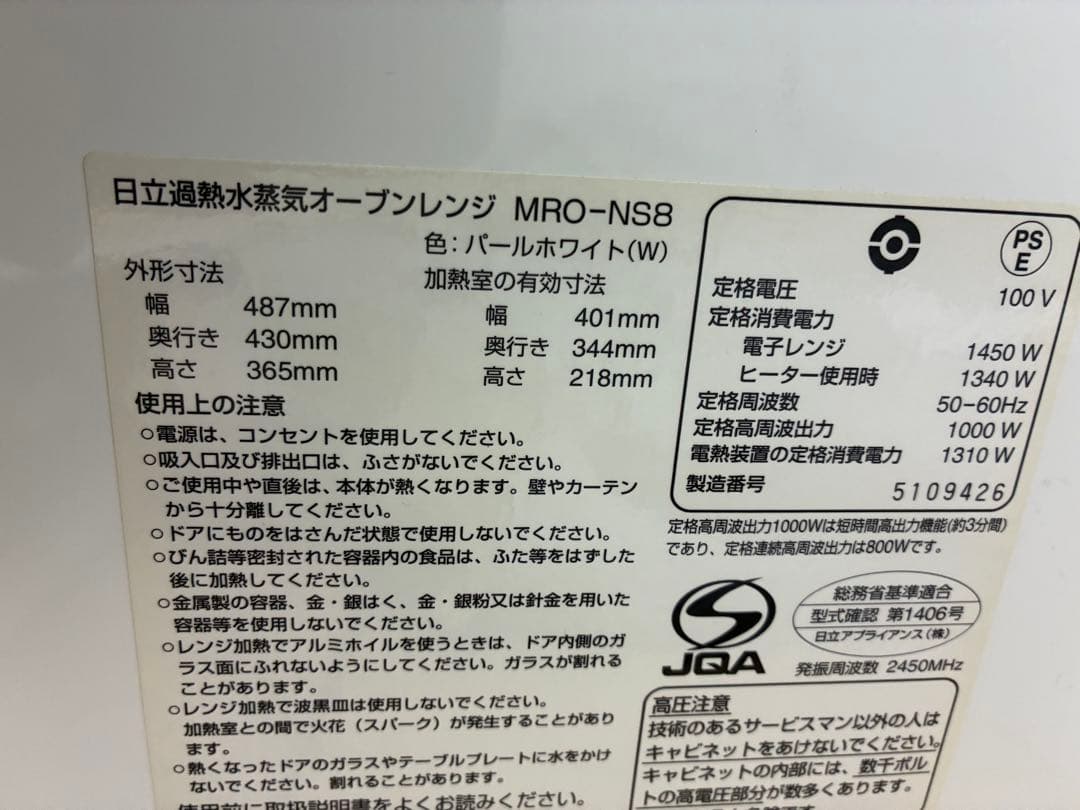 日立過熱水蒸気オーブンレンジ MRO-NS8
色:パールホワイト(W)
外形寸法
幅 487mm
奥行き 430mm
高さ 365mm
加熱室の有効寸法
幅 401mm
奥行き 344mm
高さ 218mm
使用上の注意
○電源は、コンセントを使用してください。
○吸入口及び排出口は、ふさがないでください。
○ご使用中や直後は、本体が熱くなります。壁やカーテン
から十分離してください。
○ドアにものをはさんだ状態で使用しないでください。
○びん詰等密封された容器内の食品は、ふた等をはずした
後に加熱してください。
○金属製の容器、金・銀はく、金・銀粉又は針金を用いた
容器等を使用しないでください。
○レンジ加熱でアルミホイルを使うときは、ドア内側のガ
ラス面にふれないようにしてください。ガラスが割れる
ことがあります。
○レンジ加熱で波黒皿は使用しないでください。
加熱室との間で火花（スパーク）が発生することがあり
ます。
○熱くなったドアのガラスやテーブルプレートに水をかけ
ないでください。割れることがあります。
使用前に取扱説明書をよくお読みください。
PS
E
定格電圧 100 V
定格消費電力
電子レンジ 1450 W
ヒーター使用時 1340 W
定格周波数 50-60Hz
定格高周波出力 1000 W
電熱装置の定格消費電力 1310 W
製造番号 5109426
定格高周波出力1000Wは短時間高出力機能(約3分間)
であり、定格連続高周波出力は800Wです。
JQA
総務省基準適合
型式確認 第1406号
日立アプライアンス(株)
発振周波数 2450MHz
高圧注意
技術のあるサービスマン以外の人は
キャビネットをあけないでください。
キャビネットの内部には、数千ボル
トの高電圧部分が数多くあります。